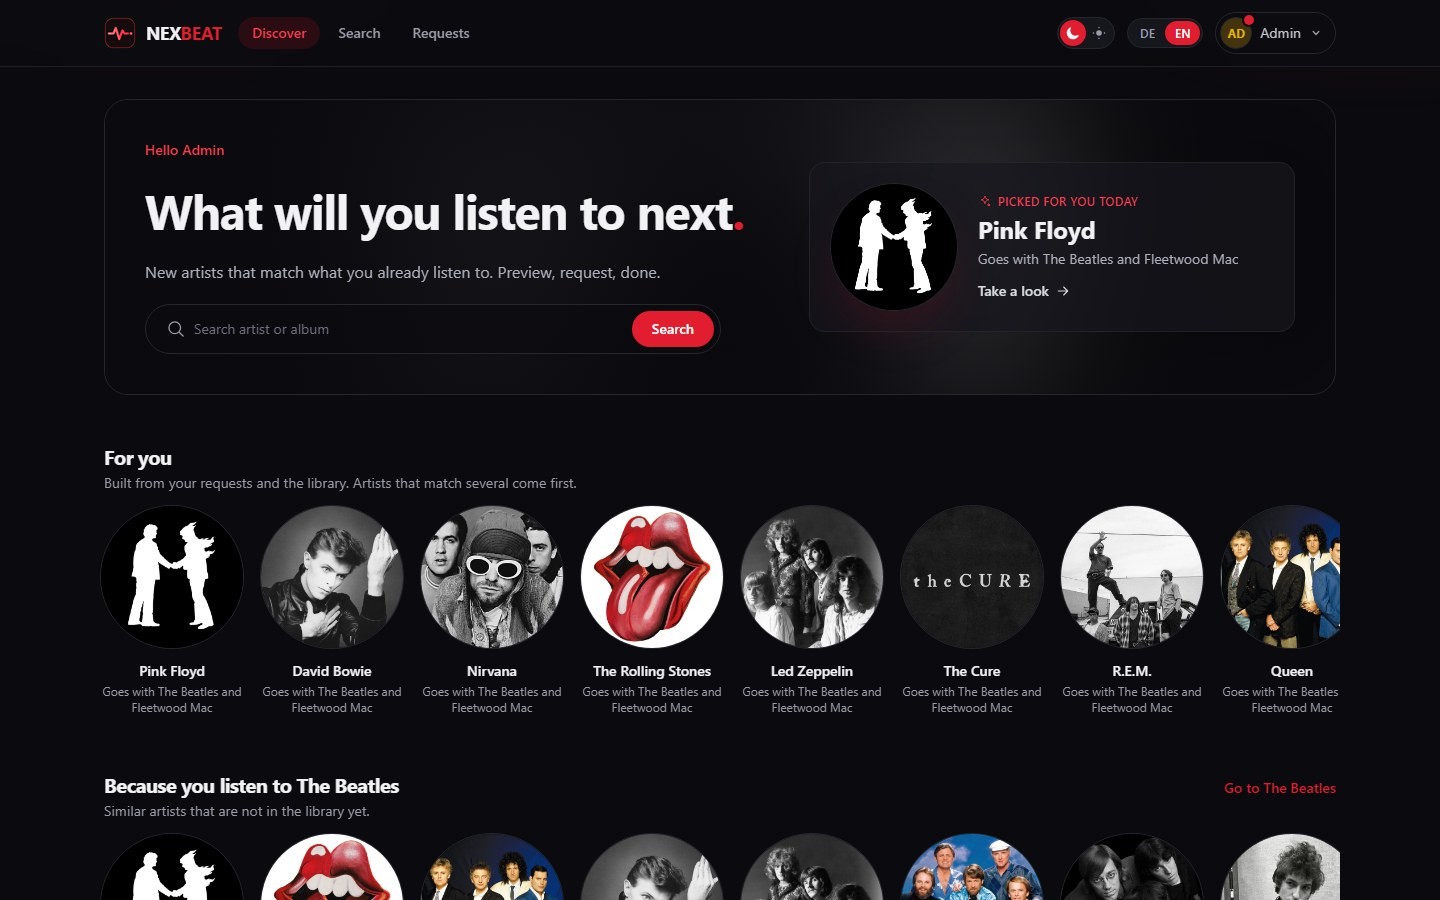 NEXBEAT Discover Search Requests DE EN AD Admin
Hello Admin
What will you listen to next.
New artists that match what you already listen to. Preview, request, done.
Search artist or album Search
PICKED FOR YOU TODAY
Pink Floyd
Goes with The Beatles and Fleetwood Mac
Take a look →
For you
Built from your requests and the library. Artists that match several come first.
the CURE
Pink Floyd
Goes with The Beatles and
Fleetwood Mac
David Bowie
Goes with The Beatles and
Fleetwood Mac
Nirvana
Goes with The Beatles and
Fleetwood Mac
The Rolling Stones
Goes with The Beatles and
Fleetwood Mac
Led Zeppelin
Goes with The Beatles and
Fleetwood Mac
The Cure
Goes with The Beatles and
Fleetwood Mac
R.E.M.
Goes with The Beatles and
Fleetwood Mac
Queen
Goes with The Beatles
Fleetwood Mac
Because you listen to The Beatles
Go to The Beatles
Similar artists that are not in the library yet.